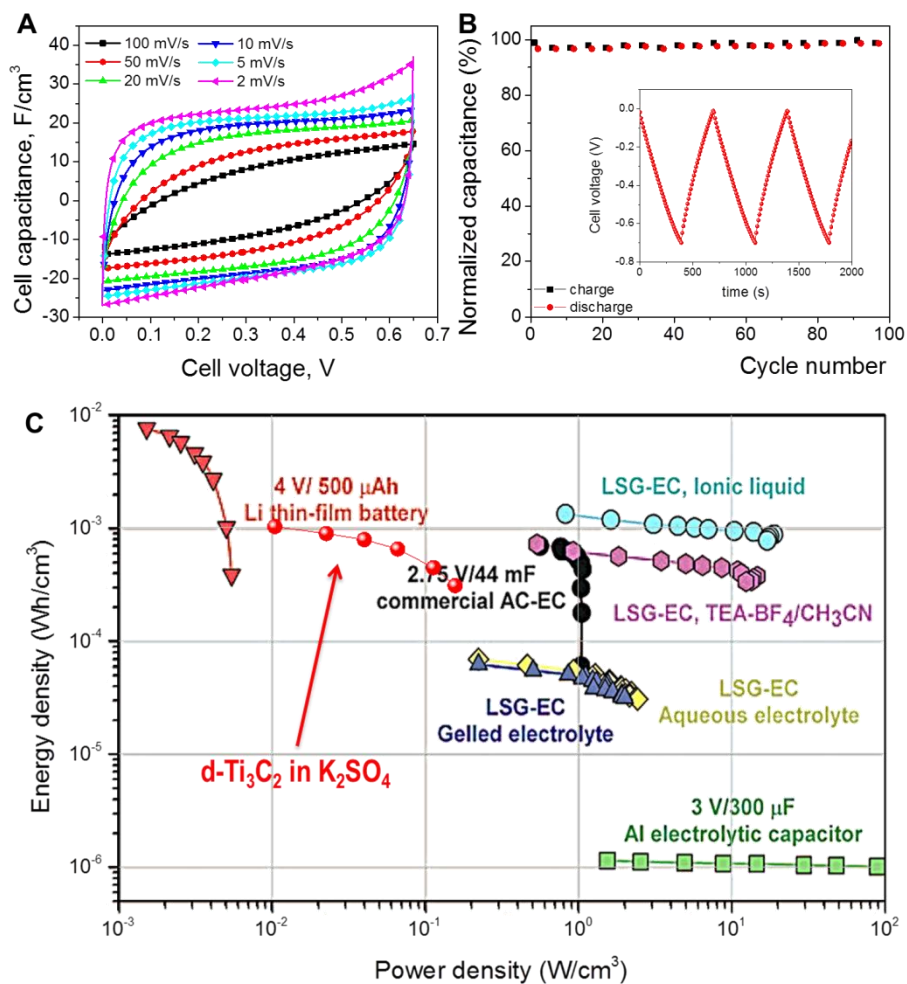 A
100 mV/s
50 mV/s
20 mV/s
10 mV/s
5 mV/s
2 mV/s
40
30
20
10
0
-10
-20
-30
Cell capacitance, F/cm³
0.0 0.1 0.2 0.3 0.4 0.5 0.6 0.7
Cell voltage, V
B
100
80
60
40
20
0
Normalized capacitance (%)
0.0
-0.2
-0.4
-0.6
-0.8
Cell voltage (V)
0 500 1000 1500 2000
time (s)
charge
discharge
0 20 40 60 80 100
Cycle number
C
10⁻²
10⁻³
10⁻⁴
10⁻⁵
10⁻⁶
Energy density (Wh/cm³)
4 V/ 500 µAh
Li thin-film battery
LSG-EC, Ionic liquid
2.75 V/44 mF
commercial AC-EC
LSG-EC, TEA-BF₄/CH₃CN
LSG-EC
Gelled electrolyte
LSG-EC
Aqueous electrolyte
d-Ti₃C₂ in K₂SO₄
3 V/300 µF
Al electrolytic capacitor
10⁻³ 10⁻² 10⁻¹ 10⁰ 10¹ 10²
Power density (W/cm³)